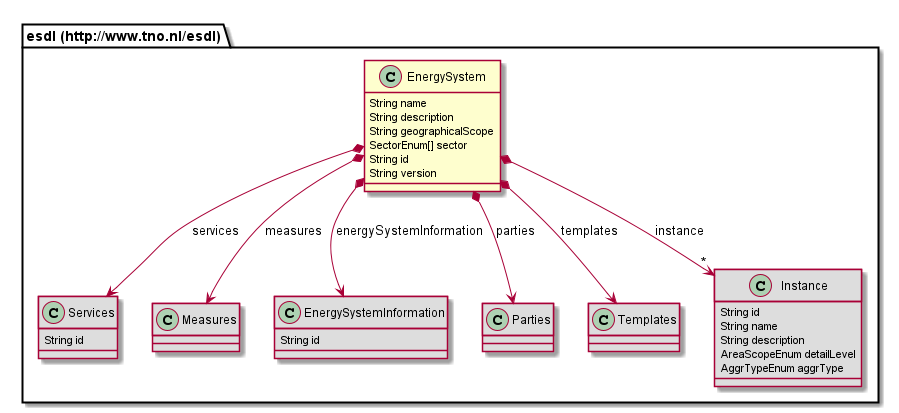 esdl (http://www.tno.nl/esdl)
C EnergySystem
String name
String description
String geographicalScope
SectorEnum[] sector
String id
String version
services
measures
energySystemInformation
parties
templates
instance
*
C Services
String id
C Measures
C EnergySystemInformation
String id
C Parties
C Templates
C Instance
String id
String name
String description
AreaScopeEnum detailLevel
AggrTypeEnum aggrType